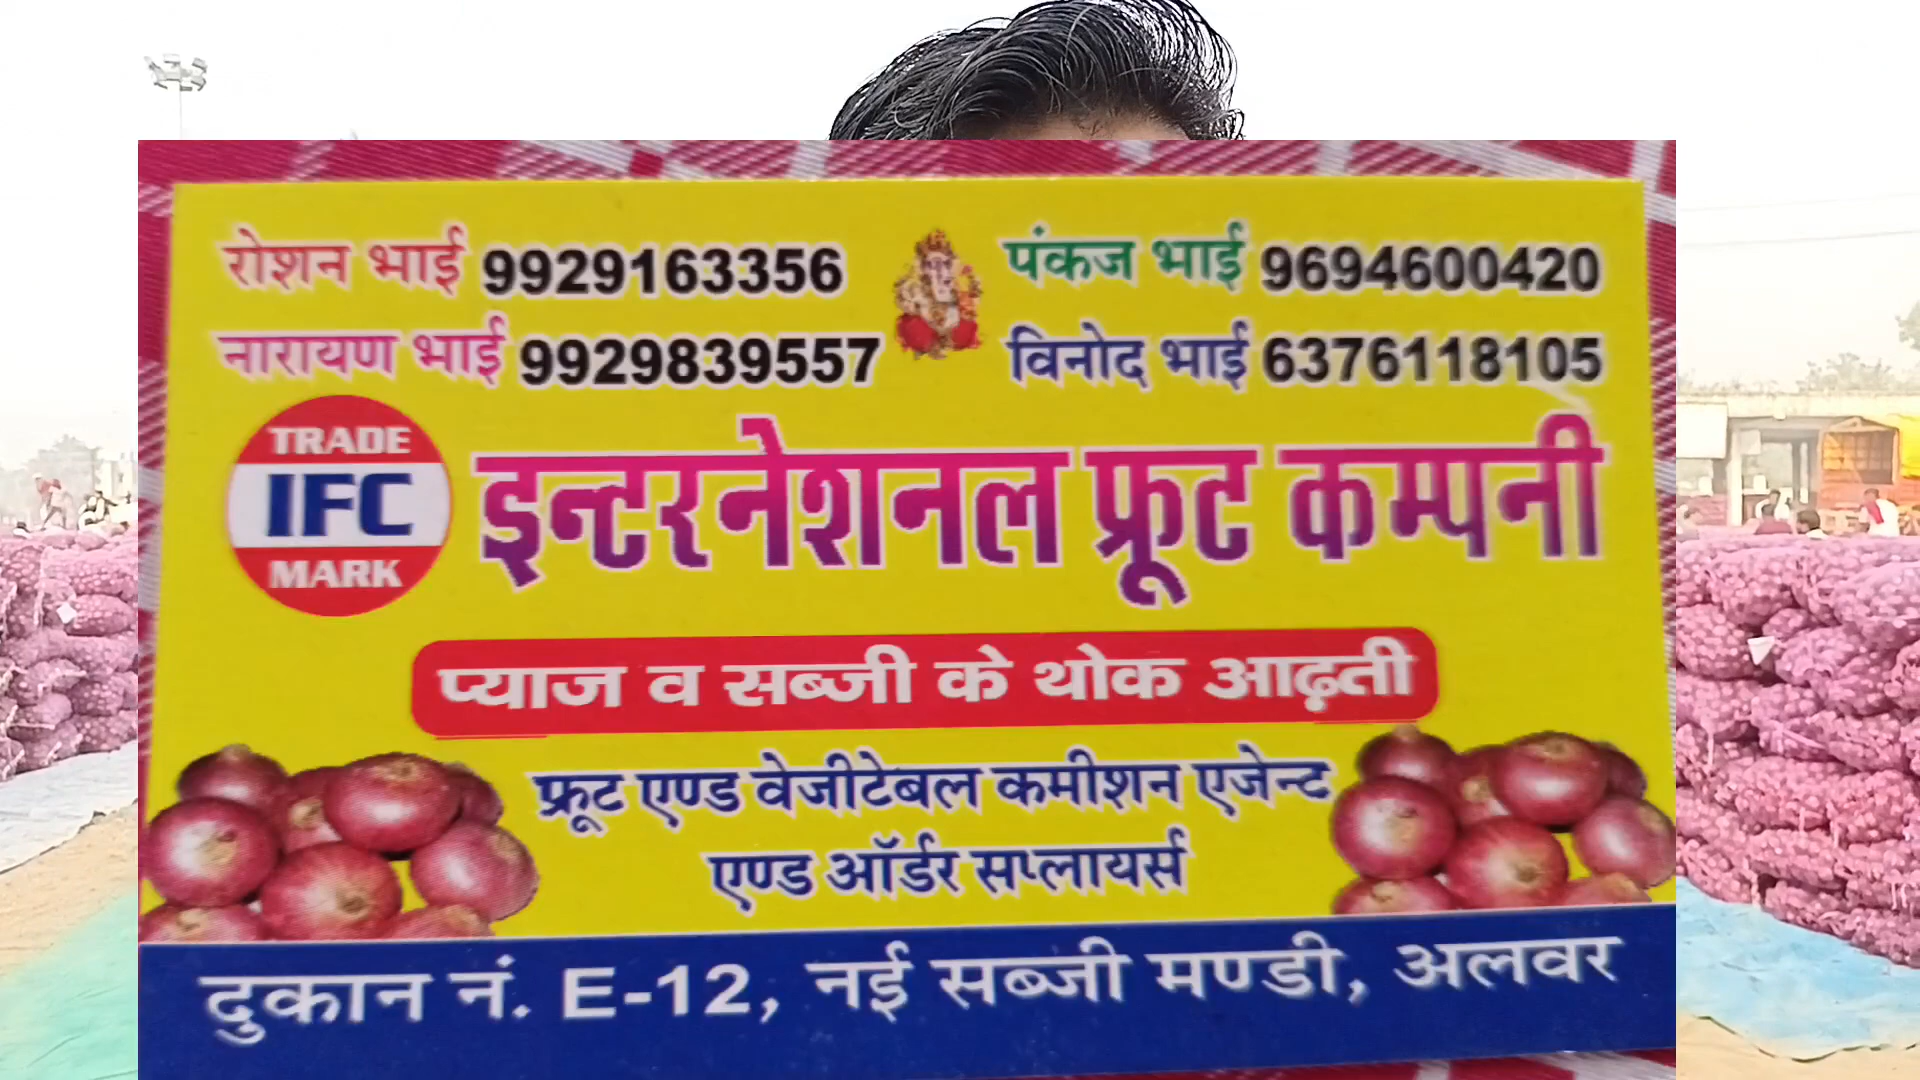 रोशन भाई 9929163356
पंकज भाई 9694600420
नारायण भाई 9929839557
विनोद भाई 6376118105
TRADE
IFC
MARK
इन्टरनेशनल फ्रूट कम्पनी
प्याज व सब्जी के थोक आढ़ती
फ्रूट एण्ड वेजीटेबल कमीशन एजेन्ट
एण्ड ऑर्डर सप्लायर्स
दुकान नं. E-12, नई सब्जी मण्डी, अलवर